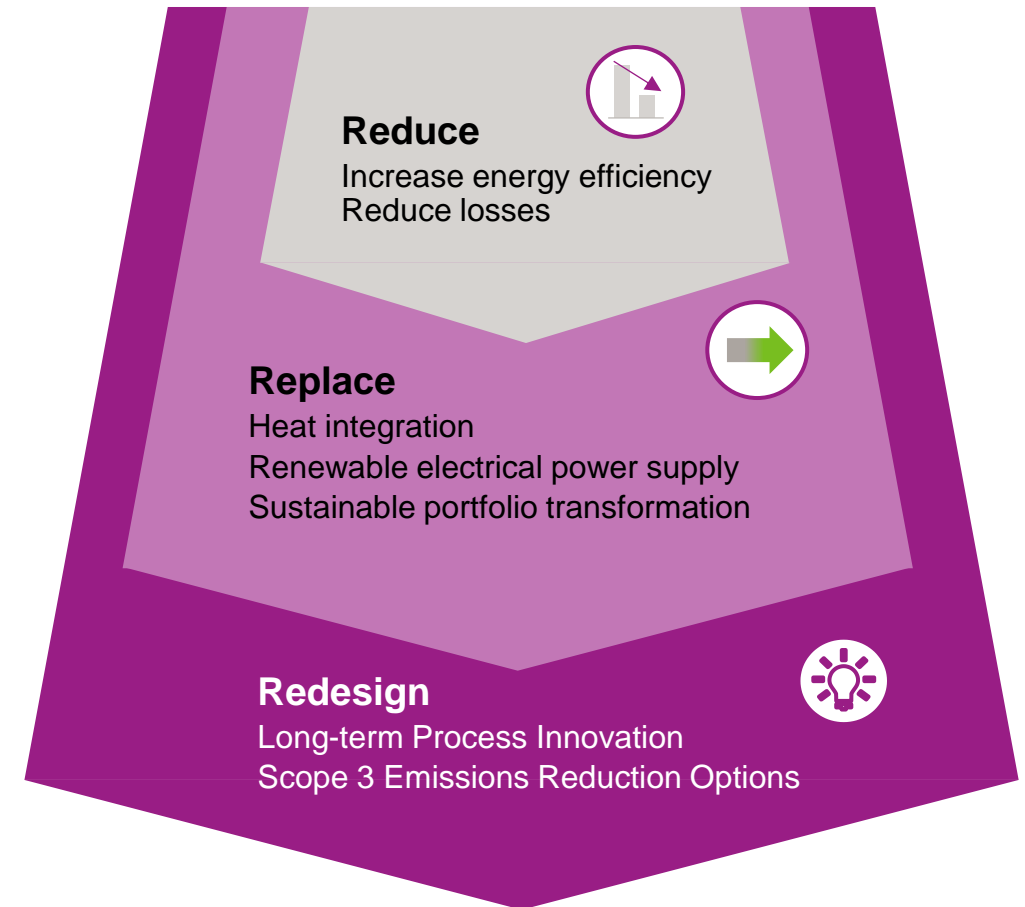 Reduce
Increase energy efficiency
Reduce losses
Replace
Heat integration
Renewable electrical power supply
Sustainable portfolio transformation
Redesign
Long-term Process Innovation
Scope 3 Emissions Reduction Options